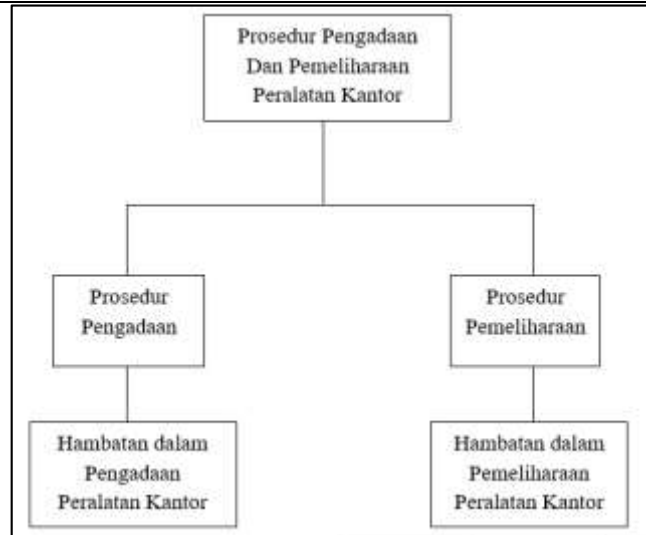 Prosedur Pengadaan
Dan Pemeliharaan
Peralatan Kantor
Prosedur
Pengadaan
Prosedur
Pemeliharaan
Hambatan dalam
Pengadaan
Peralatan Kantor
Hambatan dalam
Pemeliharaan
Peralatan Kantor